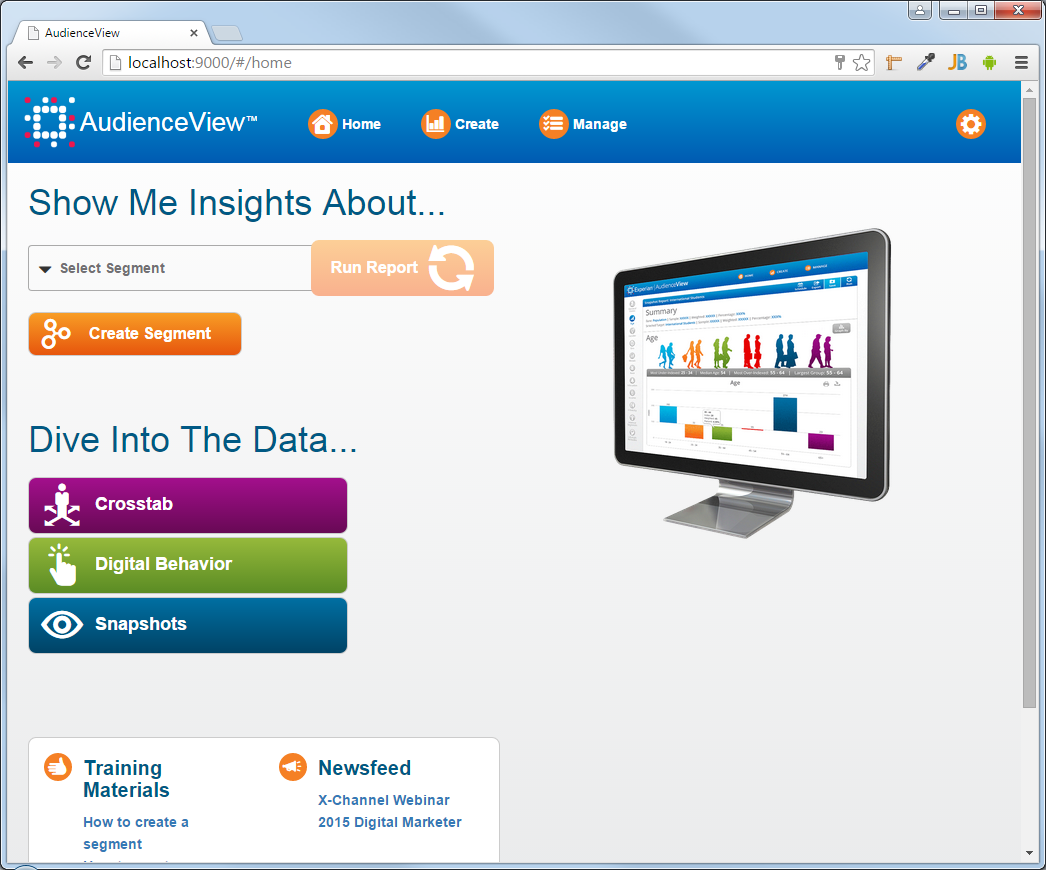 AudienceView
localhost:9000/#/home
JB
AudienceView™
Home
Create
Manage
Show Me Insights About...
Select Segment
Run Report
Create Segment
Experian AudienceView
Summary
Age
Age
Dive Into The Data...
Crosstab
Digital Behavior
Snapshots
Training
Materials
How to create a
segment
Newsfeed
X-Channel Webinar
2015 Digital Marketer